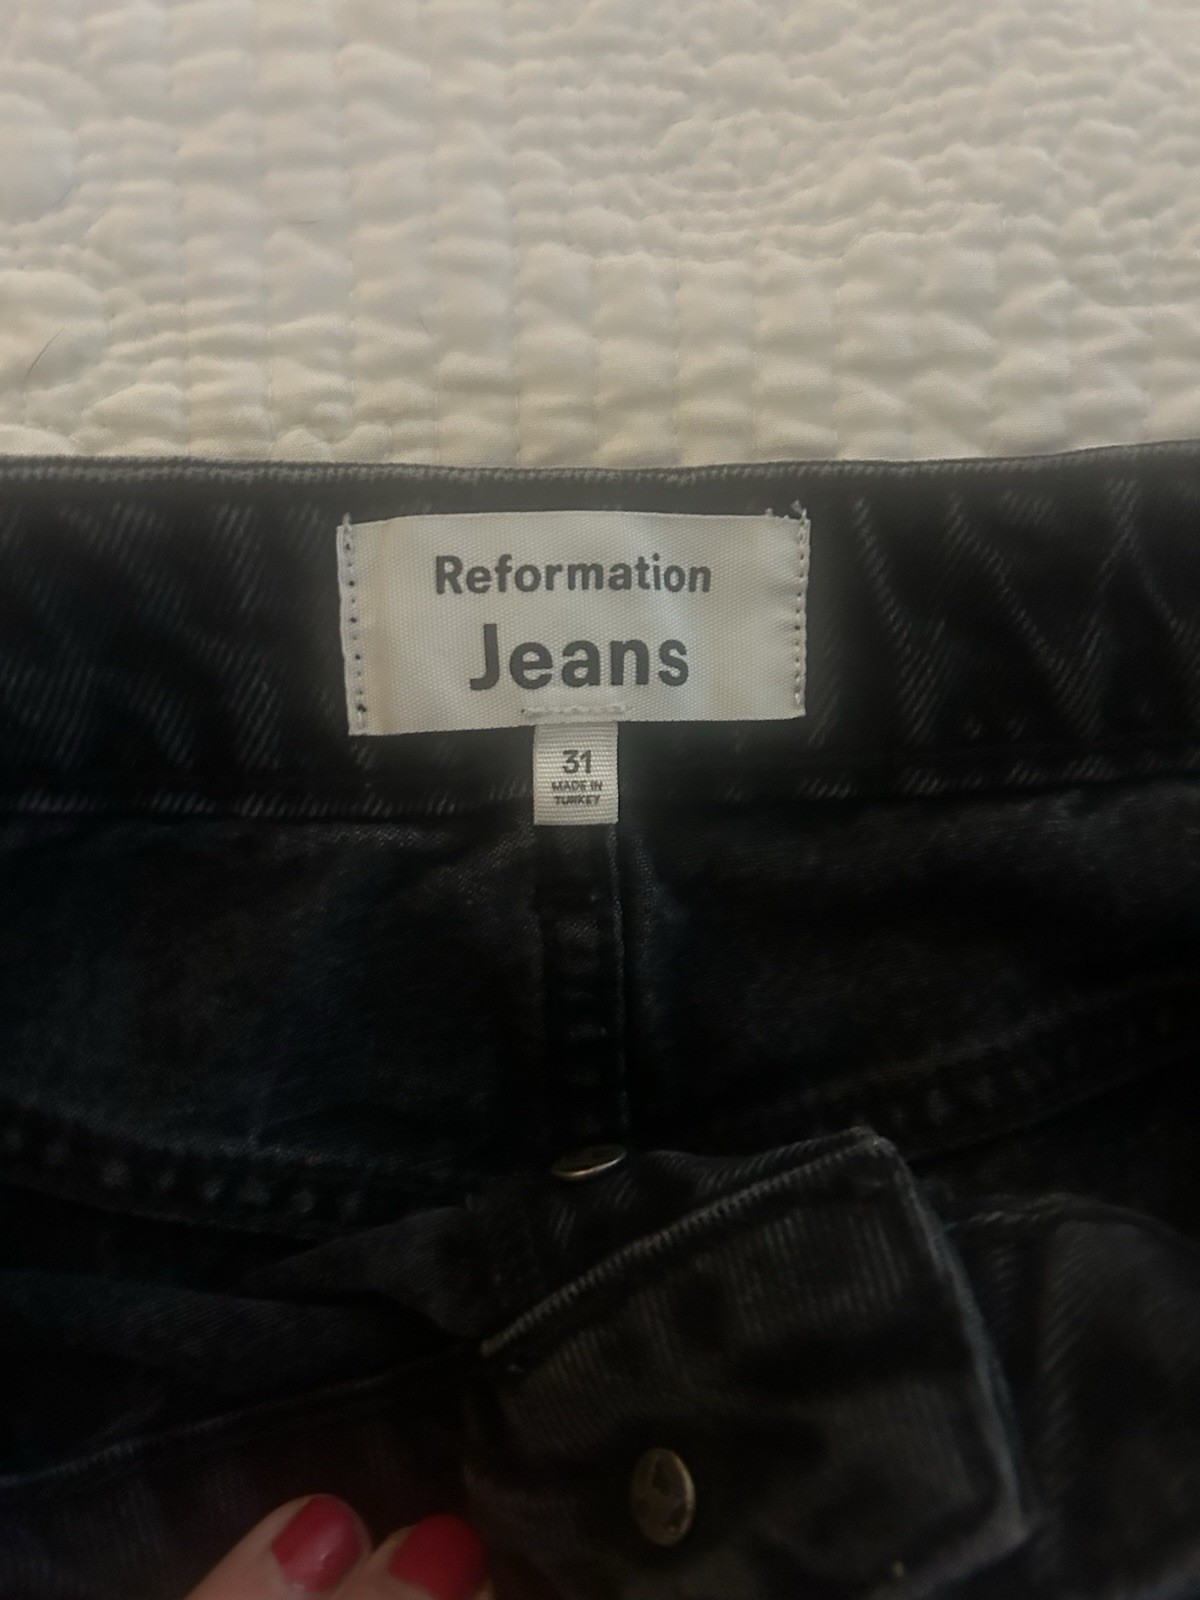 Reformation
Jeans
31
MADE IN
TURKEY